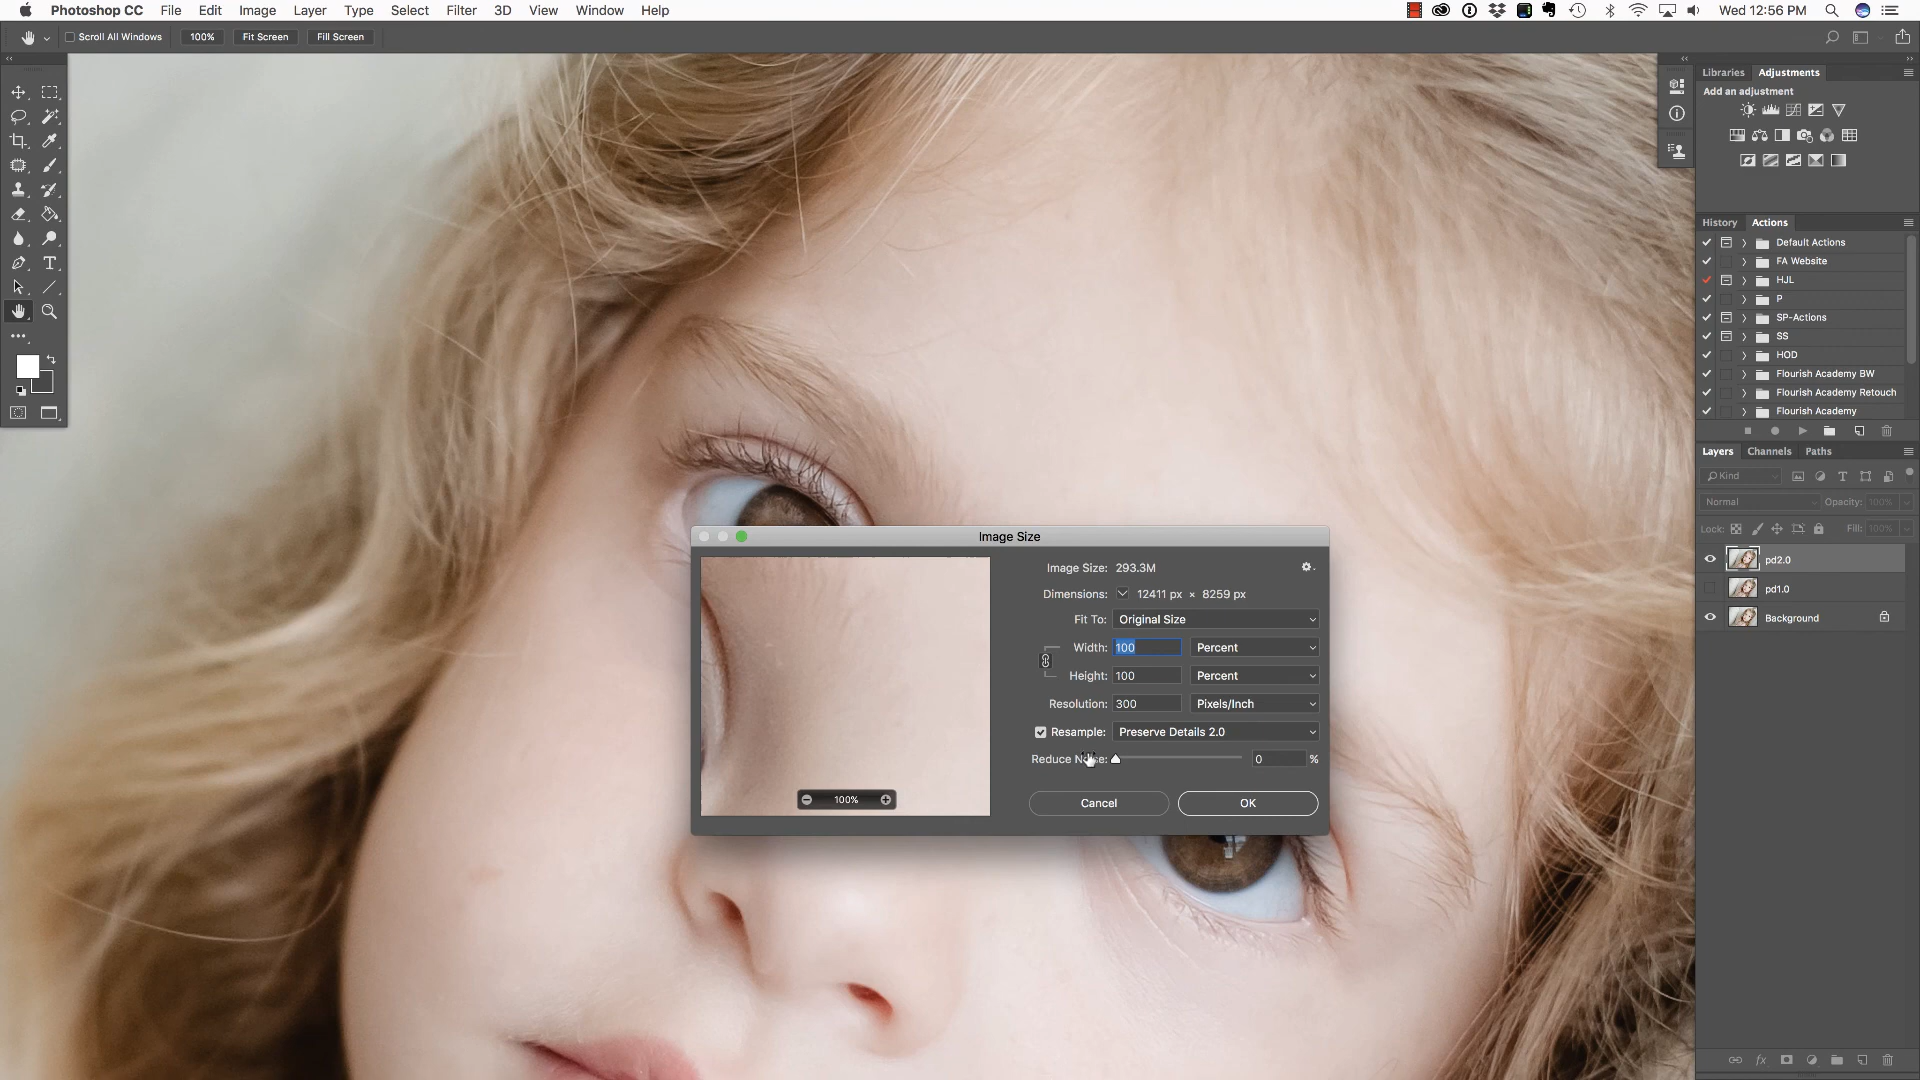 Photoshop CC File Edit Image Layer Type Select Filter 3D View Window Help Wed 12:56 PM
Scroll All Windows 100% Fit Screen Fill Screen
Libraries Adjustments
Add an adjustment
History Actions
Default Actions
FA Website
HJL
P
SP-Actions
SS
HOD
Flourish Academy BW
Flourish Academy Retouch
Flourish Academy
Layers Channels Paths
Kind
Normal Opacity: 100%
Lock: Fill: 100%
pd2.0
pd1.0
Background
Image Size
Image Size: 293.3M
Dimensions: 12411 px × 8259 px
Fit To: Original Size
Width: 100 Percent
Height: 100 Percent
Resolution: 300 Pixels/Inch
Resample: Preserve Details 2.0
Reduce Noise: 0 %
100%
Cancel OK